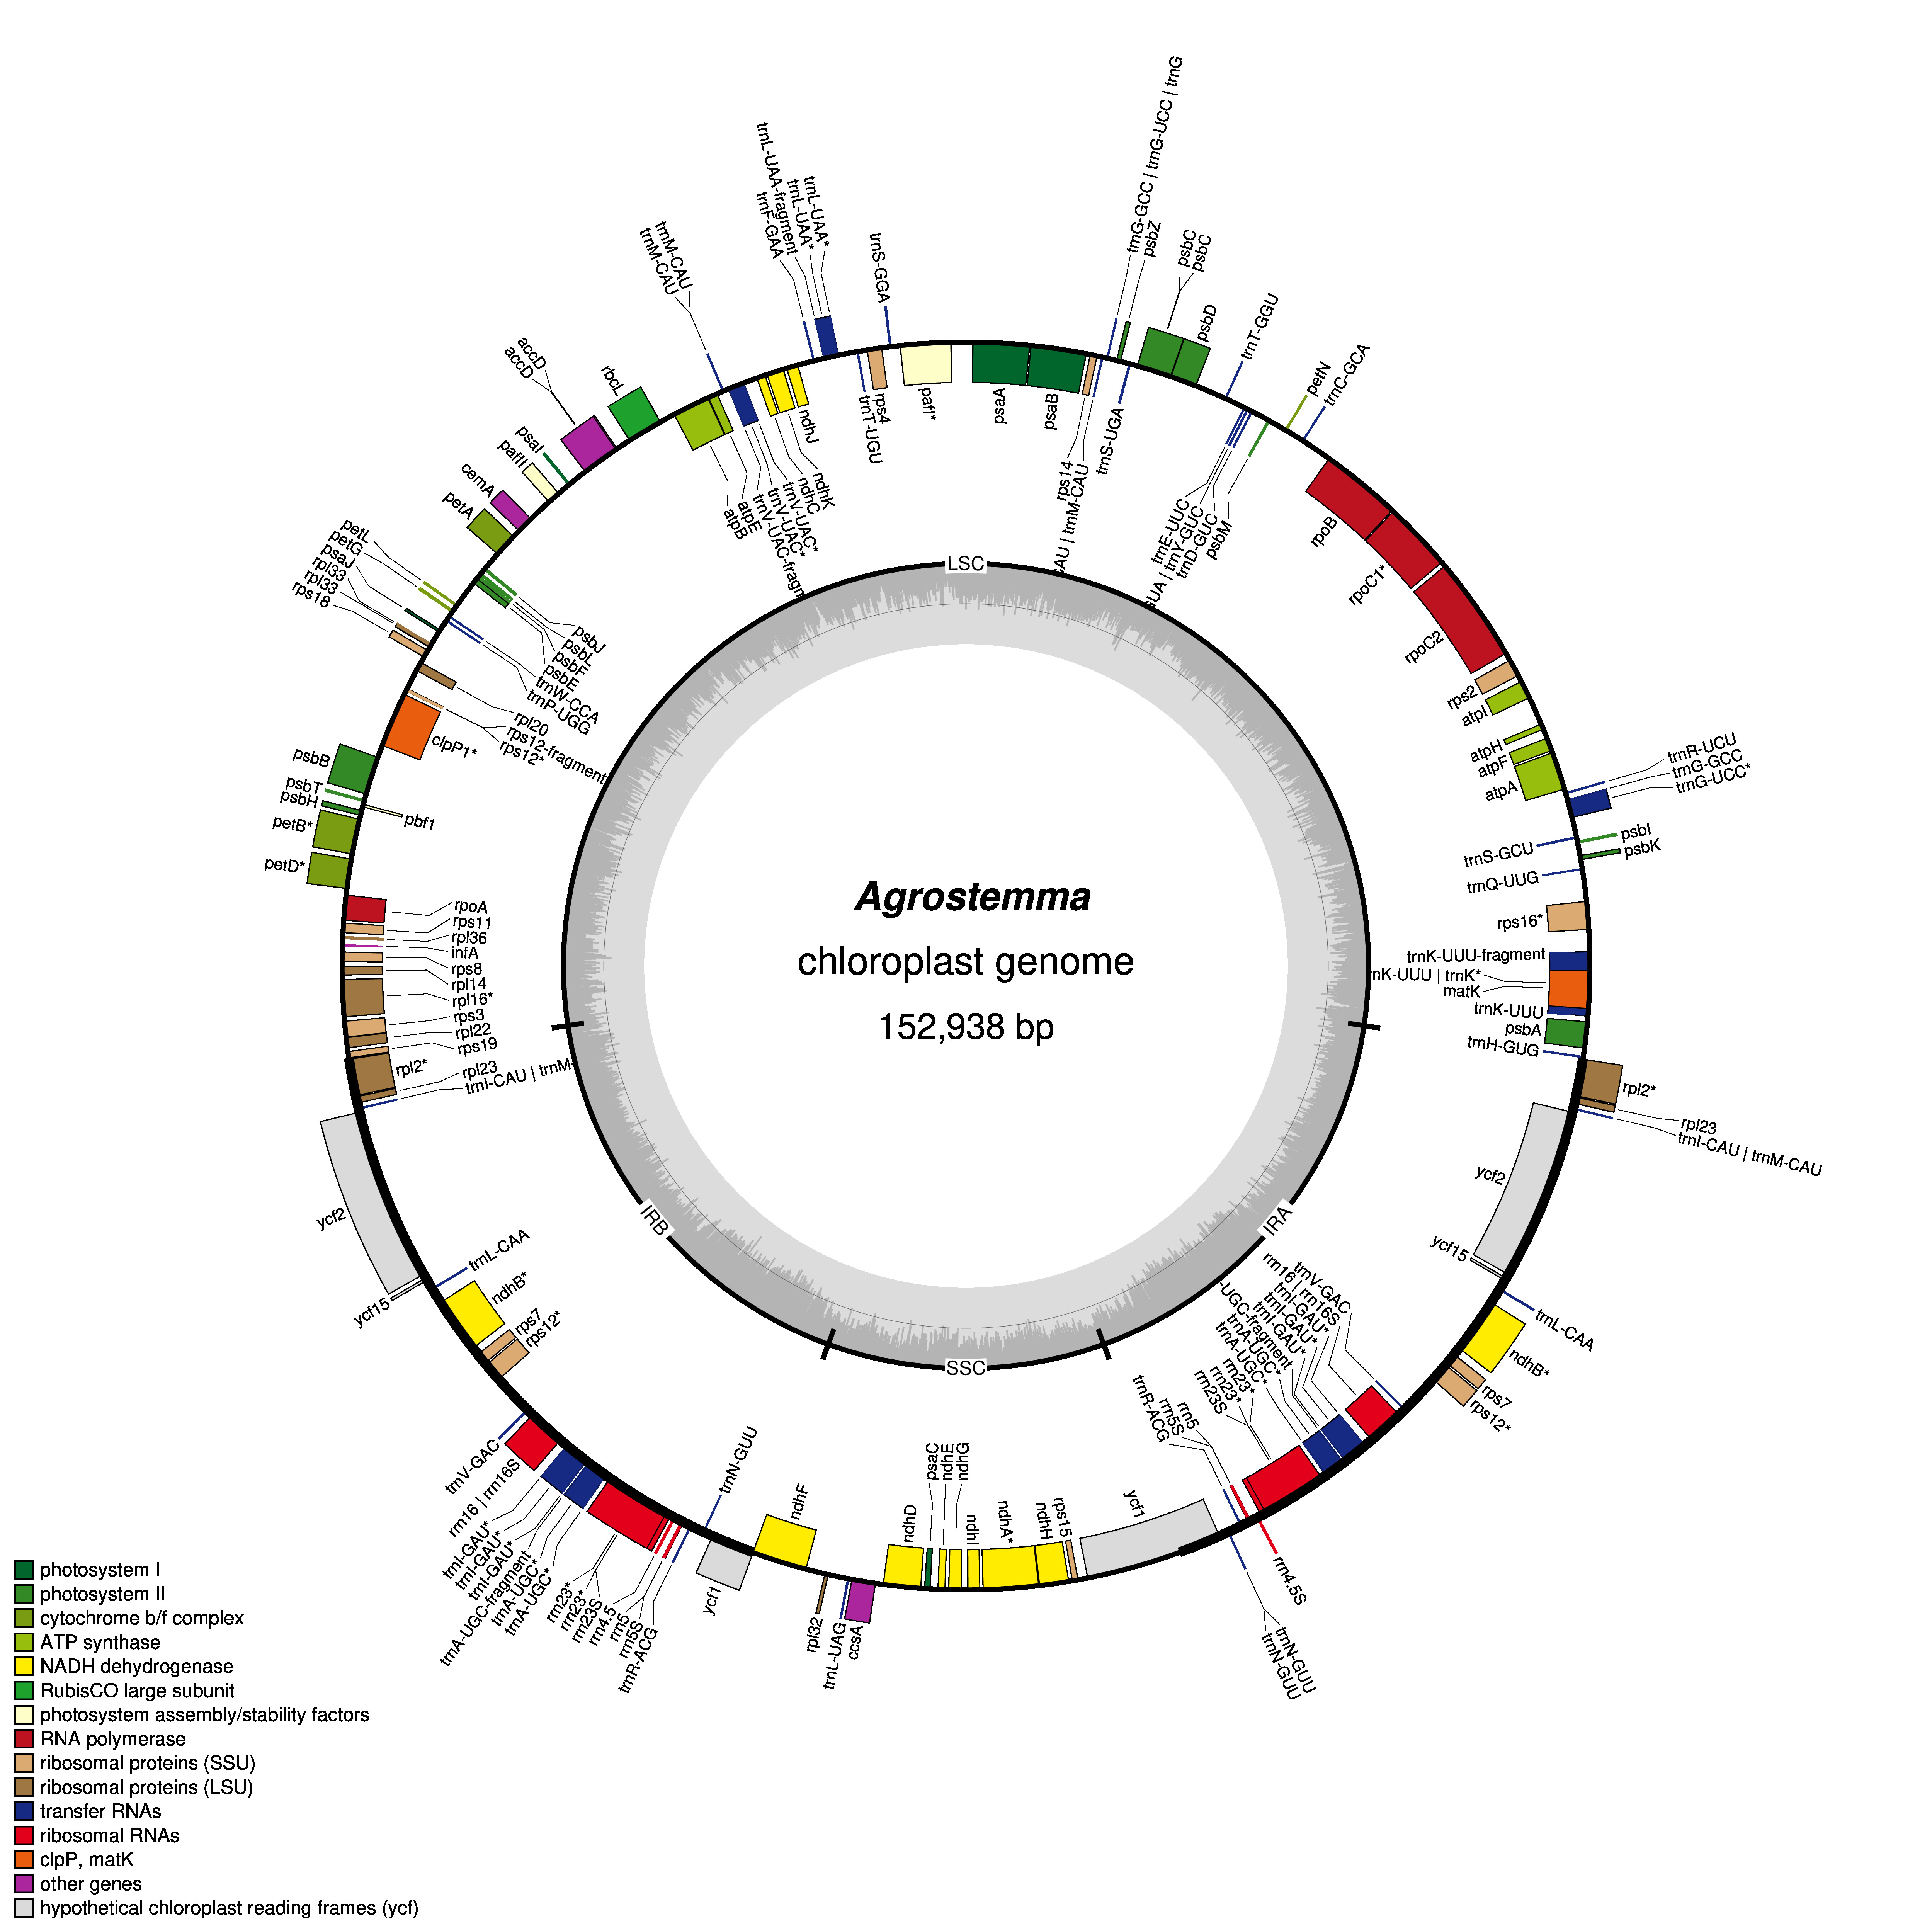 Agrostemma
chloroplast genome
152,938 bp
LSC
IRA
SSC
IRB
trnG-GCC | trnG-UCC | trnG
psbZ
psbC
psbC
psbD
trnT-GGU
petN
trnC-GCA
trnR-UCU
trnG-GCC
trnG-UCC*
psbI
psbK
rpl2*
rpl23
trnI-CAU | trnM-CAU
trnL-CAA
ndhB*
rps7
rps12*
rrn4.5S
trnN-GUU
trnN-GUU
ccsA
trnL-UAG
rpl32
ycf1
trnR-ACG
rrn5S
rrn5
rrn4.5
rrn23S
rrn23*
rrn23*
trnA-UGC*
trnA-UGC*
trnA-UGC-fragment
trnI-GAU*
trnI-GAU*
trnI-GAU*
rrn16 | rrn16S
trnV-GAC
ycf15
ycf2
petD*
petB*
psbH
psbT
psbB
rps18
rpl33
rpl33
psaJ
petG
petL
petA
cemA
pafII
psaI
accD
accD
rbcL
trnM-CAU
trnM-CAU
trnF-GAA
trnL-UAA-fragment
trnL-UAA*
trnL-UAA*
trnS-GGA
psaA
psaB
rps14
CAU | trnM-CAU
trnS-UGA
trnE-UUC
GUA | trnY-GUC
trnD-GUC
psbM
rpoB
rpoC1*
rpoC2
rps2
atpI
atpH
atpF
atpA
trnS-GCU
trnQ-UUG
rps16*
trnK-UUU-fragment
rnK-UUU | trnK*
matK
trnK-UUU
psbA
trnH-GUG
ycf2
ycf15
trnV-GAC
rrn16 | rrn16S
trnI-GAU*
trnI-GAU*
trnI-GAU*
-UGC-fragment
trnA-UGC*
trnA-UGC*
rrn23*
rrn23*
rrn23S
rrn5
rrn5S
trnR-ACG
ycf1
rps15
ndhH
ndhA*
ndhI
ndhG
ndhE
psaC
ndhD
ndhF
trnN-GUU
rps12*
rps7
ndhB*
trnL-CAA
trnI-CAU | trnM-
rpl23
rpl2*
rps19
rpl22
rps3
rpl16*
rpl14
rps8
infA
rpl36
rps11
rpoA
pbf1
clpP1*
rps12*
rps12-fragment
rpl20
trnP-UGG
trnW-CCA
psbE
psbF
psbL
psbJ
atpB
atpE
trnV-UAC-fragn
trnV-UAC*
trnV-UAC*
ndhC
ndhK
ndhJ
trnT-UGU
rps4
pafI*
photosystem I
photosystem II
cytochrome b/f complex
ATP synthase
NADH dehydrogenase
RubisCO large subunit
photosystem assembly/stability factors
RNA polymerase
ribosomal proteins (SSU)
ribosomal proteins (LSU)
transfer RNAs
ribosomal RNAs
clpP, matK
other genes
hypothetical chloroplast reading frames (ycf)